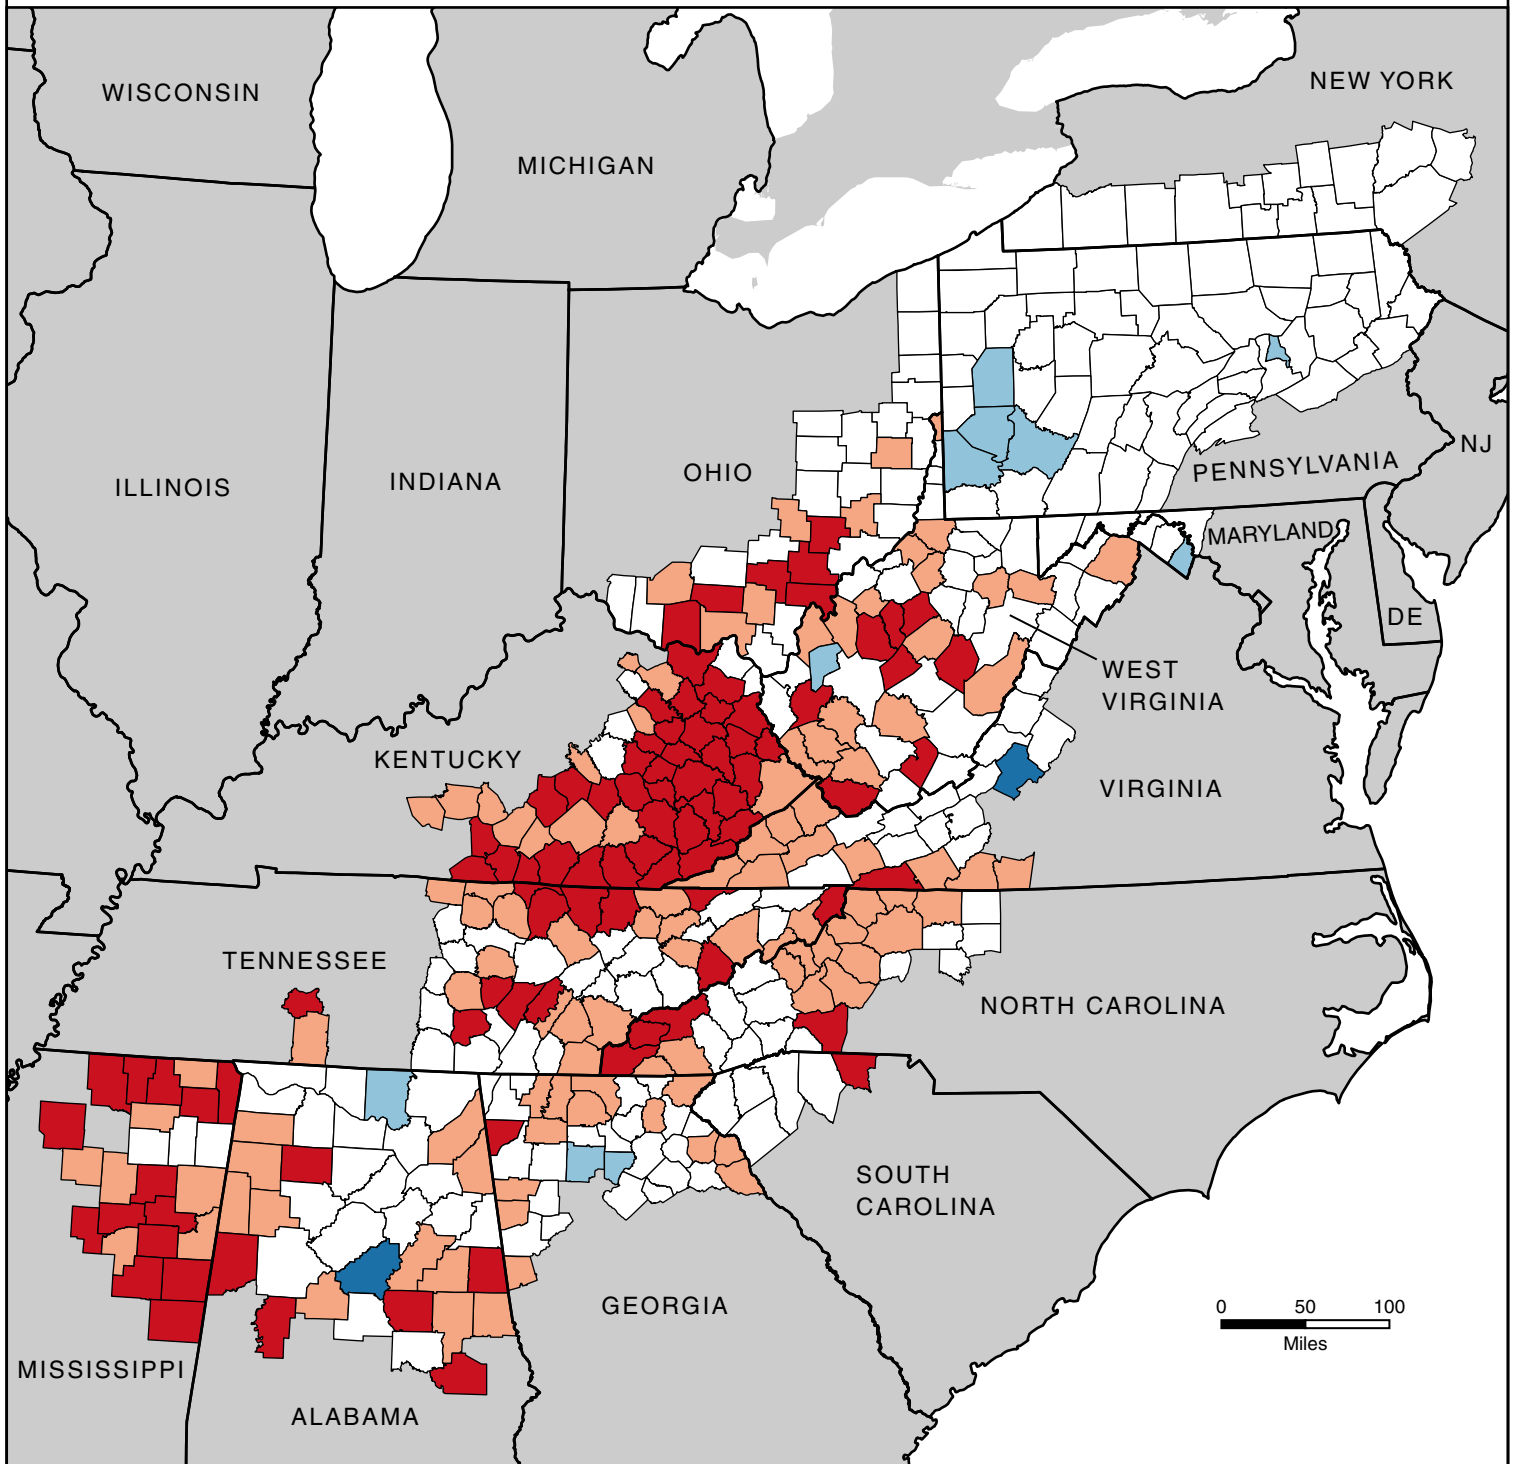 NEW YORK
WISCONSIN
MICHIGAN
NJ
OHIO
PENNSYLVANIA
ILLINOIS
INDIANA
MARYLAND
DE
WEST
VIRGINIA
KENTUCKY
VIRGINIA
TENNESSEE
NORTH CAROLINA
SOUTH
CAROLINA
GEORGIA
0 50 100
Miles
MISSISSIPPI
ALABAMA